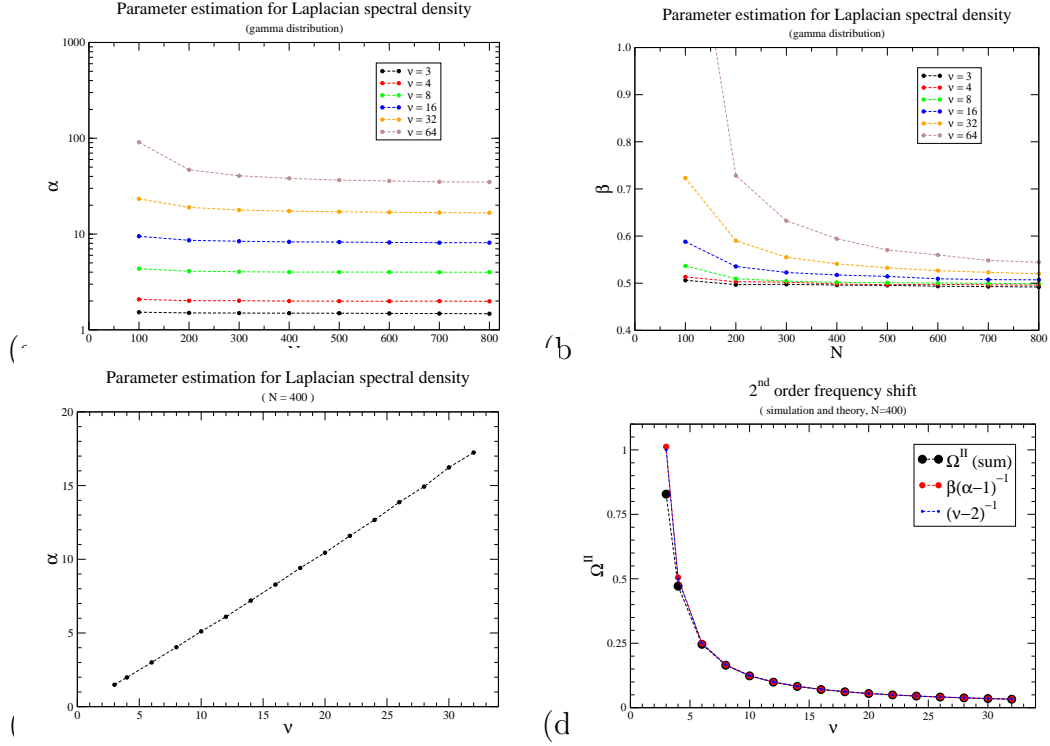 Parameter estimation for Laplacian spectral density
(gamma distribution)
1000
100
10
1
α
ν = 3
ν = 4
ν = 8
ν = 16
ν = 32
ν = 64
0 100 200 300 400 500 600 700 800
N
Parameter estimation for Laplacian spectral density
(gamma distribution)
1.0
0.9
0.8
0.7
0.6
0.5
0.4
β
ν = 3
ν = 4
ν = 8
ν = 16
ν = 32
ν = 64
0 100 200 300 400 500 600 700 800
N
(b
Parameter estimation for Laplacian spectral density
( N = 400 )
20
15
10
5
0
α
0 5 10 15 20 25 30
ν
2nd order frequency shift
( simulation and theory, N=400)
1
0.75
0.5
0.25
0
Ω^II
Ω^II (sum)
β(α−1)^−1
(ν−2)^−1
0 5 10 15 20 25 30
ν
(d